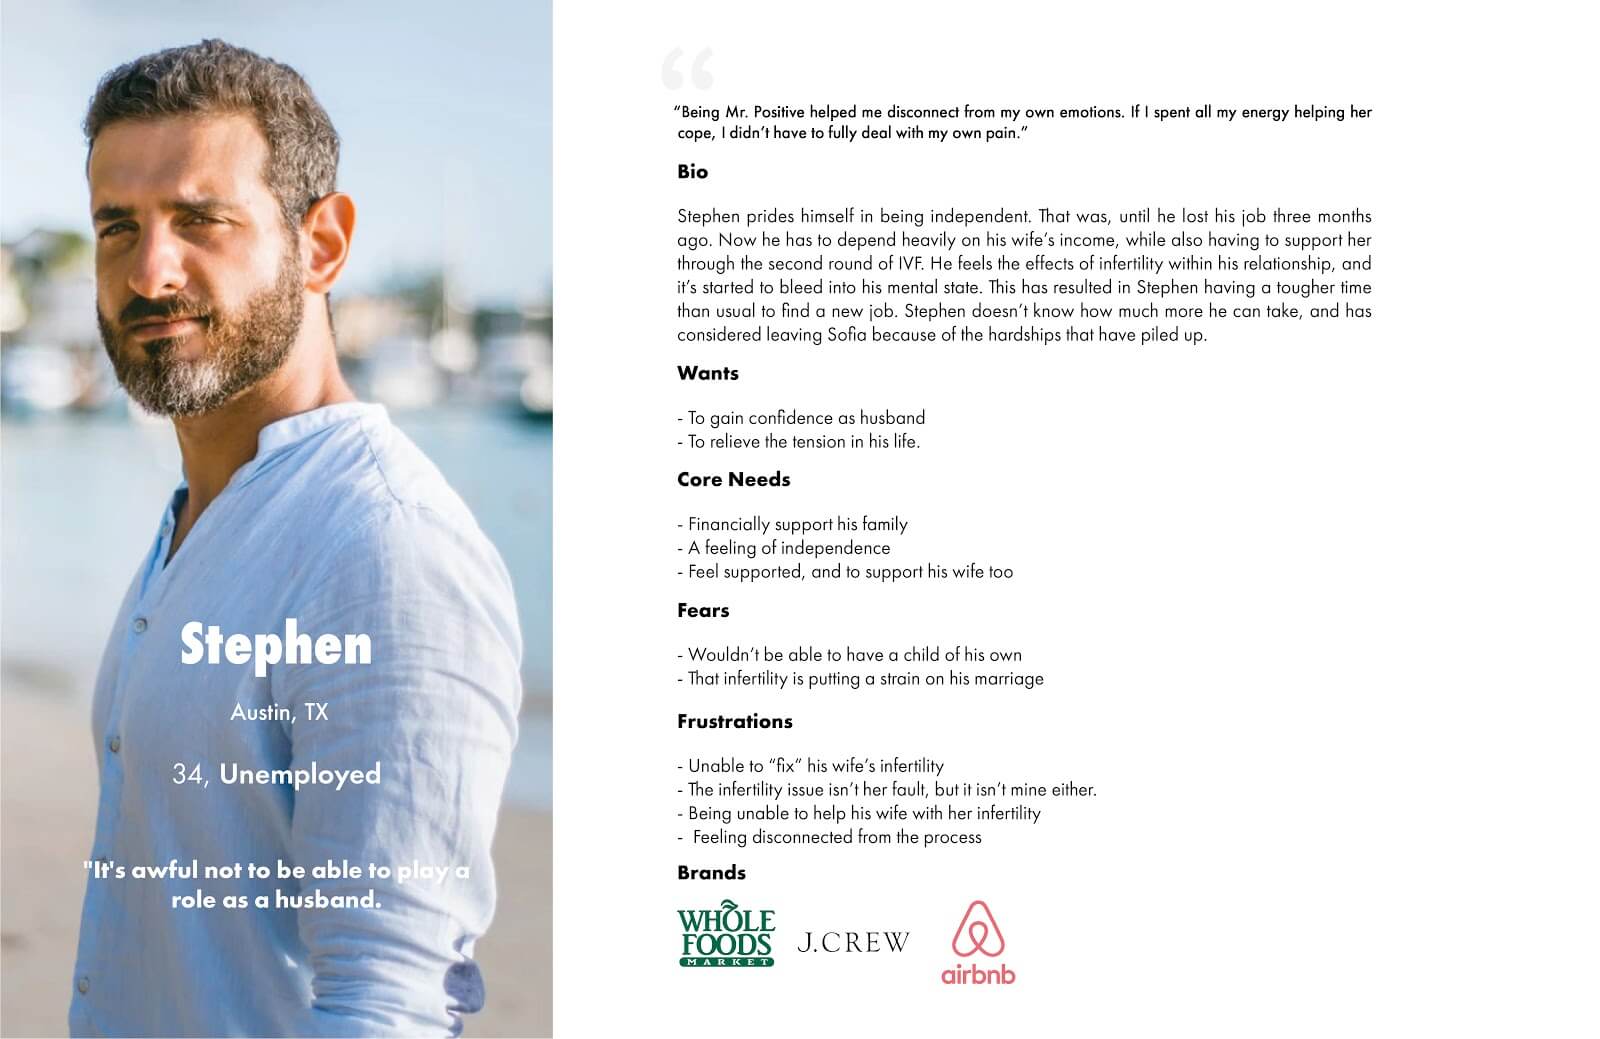 Stephen
Austin, TX
34, Unemployed
"It's awful not to be able to play a
role as a husband.
“
“Being Mr. Positive helped me disconnect from my own emotions. If I spent all my energy helping her
cope, I didn’t have to fully deal with my own pain.”
Bio
Stephen prides himself in being independent. That was, until he lost his job three months
ago. Now he has to depend heavily on his wife’s income, while also having to support her
through the second round of IVF. He feels the effects of infertility within his relationship, and
it’s started to bleed into his mental state. This has resulted in Stephen having a tougher time
than usual to find a new job. Stephen doesn’t know how much more he can take, and has
considered leaving Sofia because of the hardships that have piled up.
Wants
- To gain confidence as husband
- To relieve the tension in his life.
Core Needs
- Financially support his family
- A feeling of independence
- Feel supported, and to support his wife too
Fears
- Wouldn’t be able to have a child of his own
- That infertility is putting a strain on his marriage
Frustrations
- Unable to “fix” his wife’s infertility
- The infertility issue isn’t her fault, but it isn’t mine either.
- Being unable to help his wife with her infertility
- Feeling disconnected from the process
Brands
WHOLE
FOODS
MARKET
J.CREW
airbnb